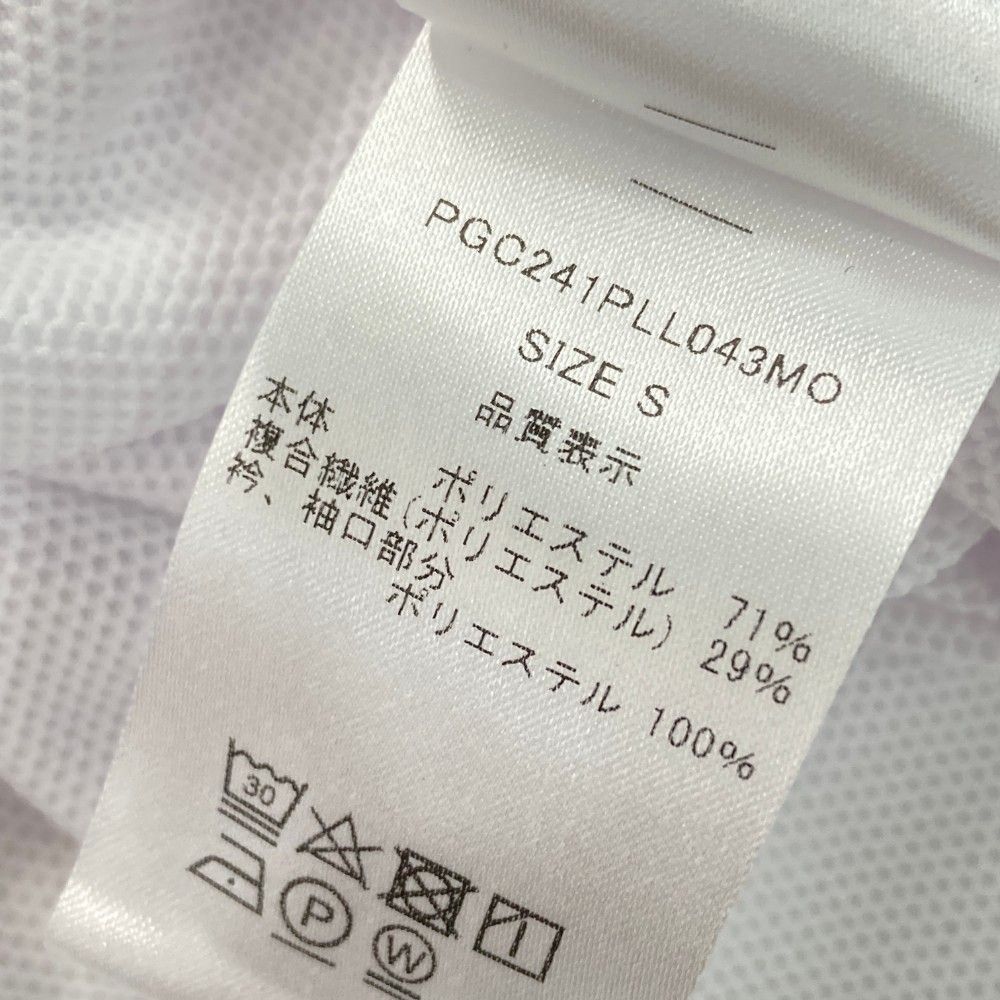 PGC241PLL043MO
SIZE S
品質表示
本体
ポリエステル 71%
複合繊維(ポリエステル) 29%
衿、袖口部分
ポリエステル 100%
30
P
W